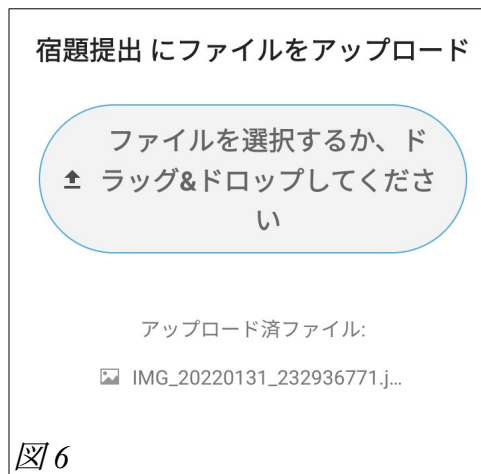 宿題提出 にファイルをアップロード
ファイルを選択するか、ド
ラッグ&ドロップしてくださ
い
アップロード済ファイル:
IMG_20220131_232936771.j…
図 6